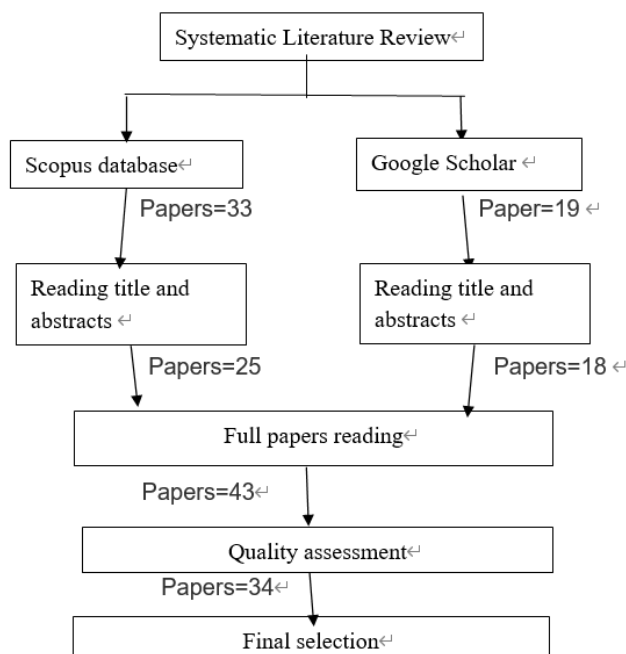 Systematic Literature Review↵
Scopus database↵
Google Scholar ↵
Papers=33
Paper=19 ↵
Reading title and
abstracts ↵
Reading title and
abstracts ↵
Papers=25
Papers=18 ↵
Full papers reading↵
Papers=43↵
Quality assessment↵
Papers=34↵
Final selection↵